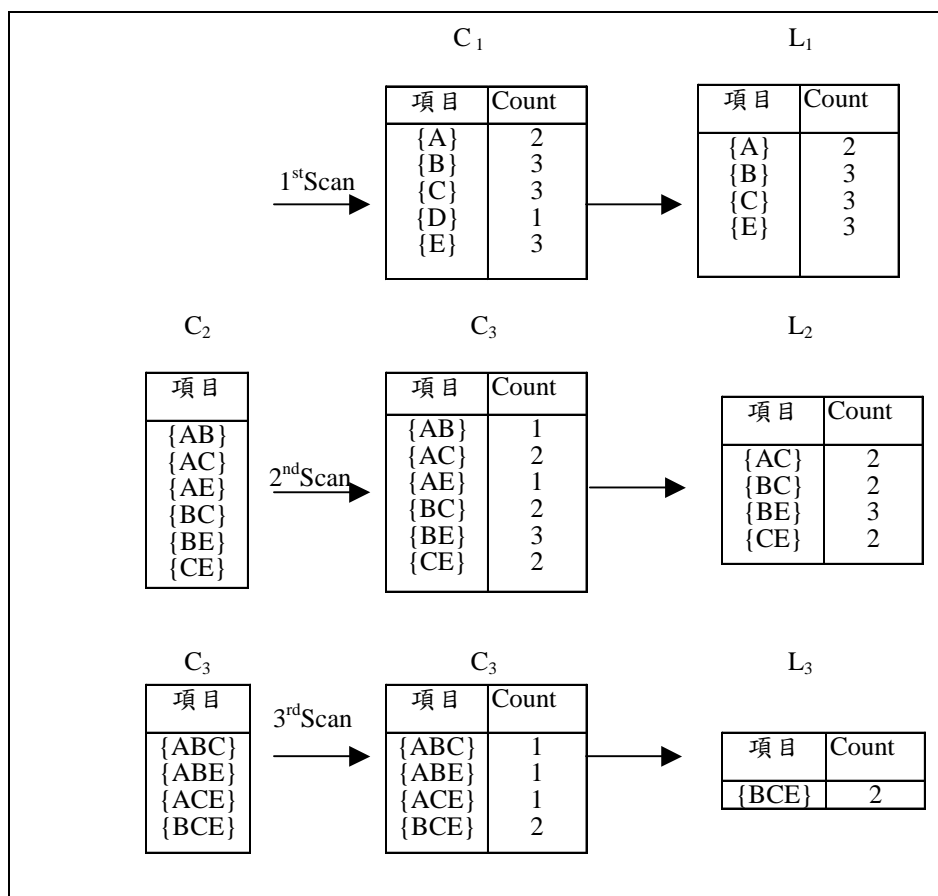 C 1 L1
項目 Count 項目 Count
{A} 2 {A} 2
{B} 3 {B} 3
1stScan {C} 3 {C} 3
{D} 1 {E} 3
{E} 3
C2 C3 L2
項目 項目 Count 項目 Count
{AB} {AB} 1
{AC} {AC} 2 {AC} 2
{AE} 2ndScan {AE} 1 {BC} 2
{BC} {BC} 2 {BE} 3
{BE} {BE} 3 {CE} 2
{CE} {CE} 2
C3 C3 L3
項目 3rdScan 項目 Count
{ABC} {ABC} 1 項目 Count
{ABE} {ABE} 1
{ACE} {ACE} 1 {BCE} 2
{BCE} {BCE} 2